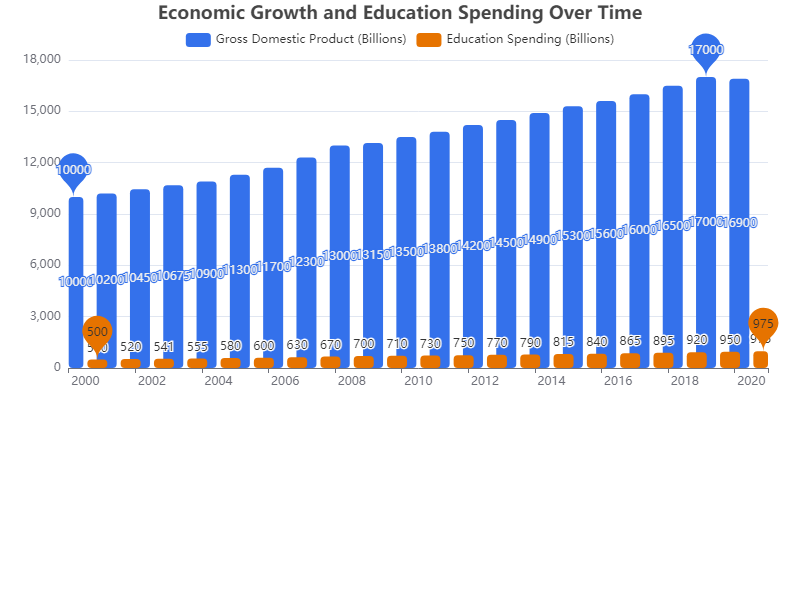 Economic Growth and Education Spending Over Time
Gross Domestic Product (Billions) Education Spending (Billions)
18,000
15,000
12,000
9,000
6,000
3,000
0
17000
10000
10000 10200 10450 10675 10900 11300 11700 12300 13000 13150 13500 13800 14200 14500 14900 15300 15600 16000 16500 17000 16900
500 975
520 541 555 580 600 630 670 700 710 730 750 770 790 815 840 865 895 920 950
2000 2002 2004 2006 2008 2010 2012 2014 2016 2018 2020